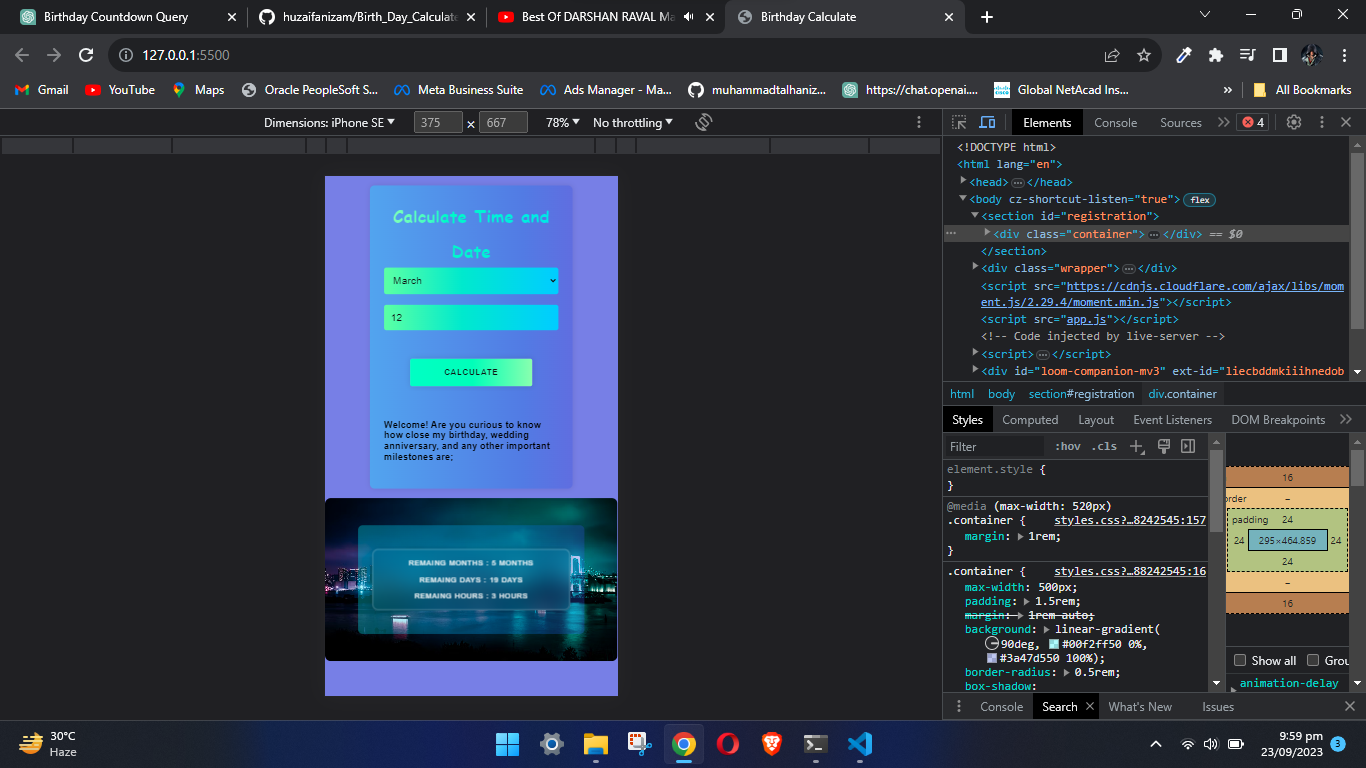 Birthday Countdown Query
huzaifanizam/Birth_Day_Calculate
Best Of DARSHAN RAVAL Ma
Birthday Calculate
127.0.0.1:5500
Gmail
YouTube
Maps
Oracle PeopleSoft S...
Meta Business Suite
Ads Manager - Ma...
muhammadtalhaniz...
https://chat.openai....
Global NetAcad Ins...
»
All Bookmarks
Dimensions: iPhone SE
375
×
667
78%
No throttling
Calculate Time and
Date
March
12
CALCULATE
Welcome! Are you curious to know
how close my birthday, wedding
anniversary, and any other important
milestones are;
REMAING MONTHS : 5 MONTHS
REMAING DAYS : 19 DAYS
REMAING HOURS : 3 HOURS
Elements
Console
Sources
4
<!DOCTYPE html>
<html lang="en">
<head> … </head>
<body cz-shortcut-listen="true"> flex
<section id="registration">
… <div class="container"> … </div> == $0
</section>
<div class="wrapper"> … </div>
<script src="https://cdnjs.cloudflare.com/ajax/libs/mom
ent.js/2.29.4/moment.min.js"></script>
<script src="app.js"></script>
<!-- Code injected by live-server -->
<script> … </script>
<div id="loom-companion-mv3" ext-id="liecbddmkiiihnedob
html body section#registration div.container
Styles
Computed
Layout
Event Listeners
DOM Breakpoints
Filter
:hov .cls
element.style {
}
@media (max-width: 520px)
.container { styles.css?…8242545:157
margin: 1rem;
}
.container { styles.css?…88242545:16
max-width: 500px;
padding: 1.5rem;
margin: 1rem auto;
background: linear-gradient(
90deg, #00f2ff50 0%,
#3a47d550 100%);
border-radius: 0.5rem;
box-shadow:
16
order –
padding 24
24 295×464.859 24
24
–
16
Show all
Grou
animation-delay
Console
Search
What's New
Issues
30°C
Haze
9:59 pm
23/09/2023
3